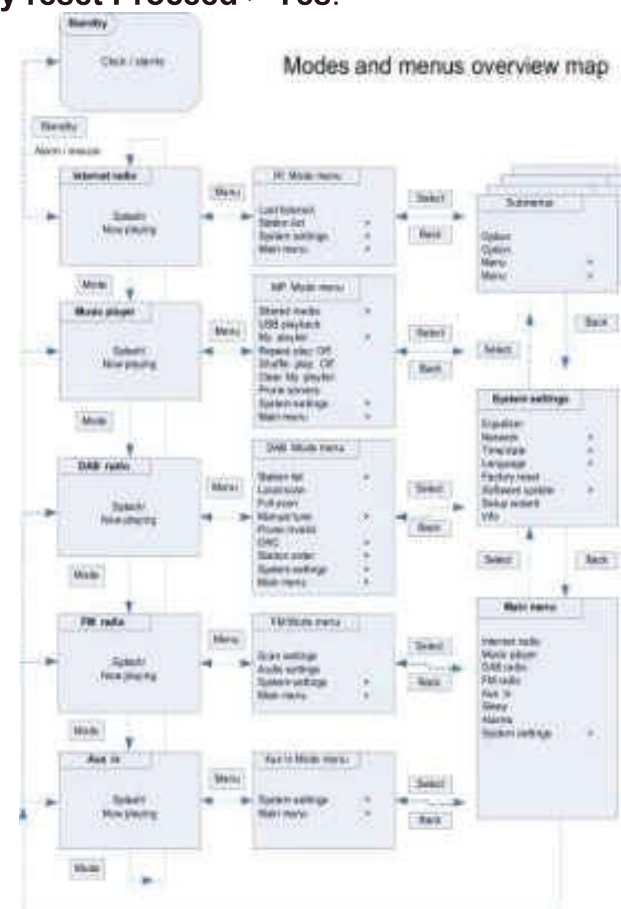 y reset Proceed > Yes.
Standby
Clock / alarms
Modes and menus overview map
Standby
Alarm / snooze
Internet radio
Splash/
Now playing
Menu
IR Mode menu
Last listened
Station list
System settings
Main menu
Select
Back
Submenus
Option
Option
Menu
Menu
Mode
Music player
Splash/
Now playing
Menu
MP Mode menu
Shared media
USB playback
My playlist
Repeat play: Off
Shuffle play: Off
Clear My playlist
Prune servers
System settings
Main menu
Select
Back
Select
Back
System settings
Equaliser
Network
Time/date
Language
Factory reset
Software update
Setup wizard
Info
Mode
DAB radio
Splash/
Now playing
Menu
DAB Mode menu
Station list
Local scan
Full scan
Manual tune
Prune invalid
DRC
Station order
System settings
Main menu
Select
Back
Select
Back
Mode
FM radio
Splash/
Now playing
Menu
FM Mode menu
Scan settings
Audio settings
System settings
Main menu
Select
Back
Main menu
Internet radio
Music player
DAB radio
FM radio
Aux in
Sleep
Alarms
System settings
Mode
Aux in
Splash/
Now playing
Menu
Aux in Mode menu
System settings
Main menu
Select
Back
Mode